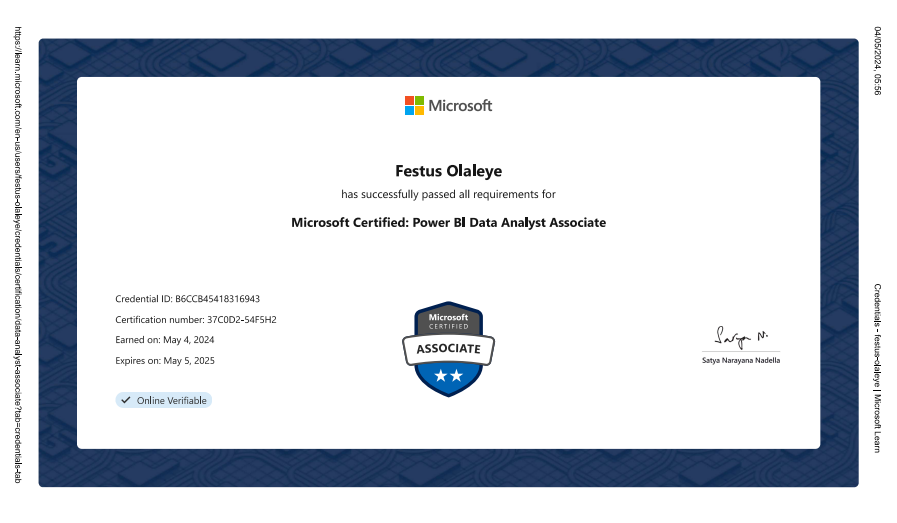 https://learn.microsoft.com/en-us/users/festus-olaleye/credentials/certification/data-analyst-associate?tab=credentials-tab
04/05/2024, 05:56
Credentials - festus-olaleye | Microsoft Learn
Microsoft
Festus Olaleye
has successfully passed all requirements for
Microsoft Certified: Power BI Data Analyst Associate
Credential ID: B6CCB45418316943
Certification number: 37C0D2-54F5H2
Earned on: May 4, 2024
Expires on: May 5, 2025
Online Verifiable
Microsoft
CERTIFIED
ASSOCIATE
Satya N.
Satya Narayana Nadella